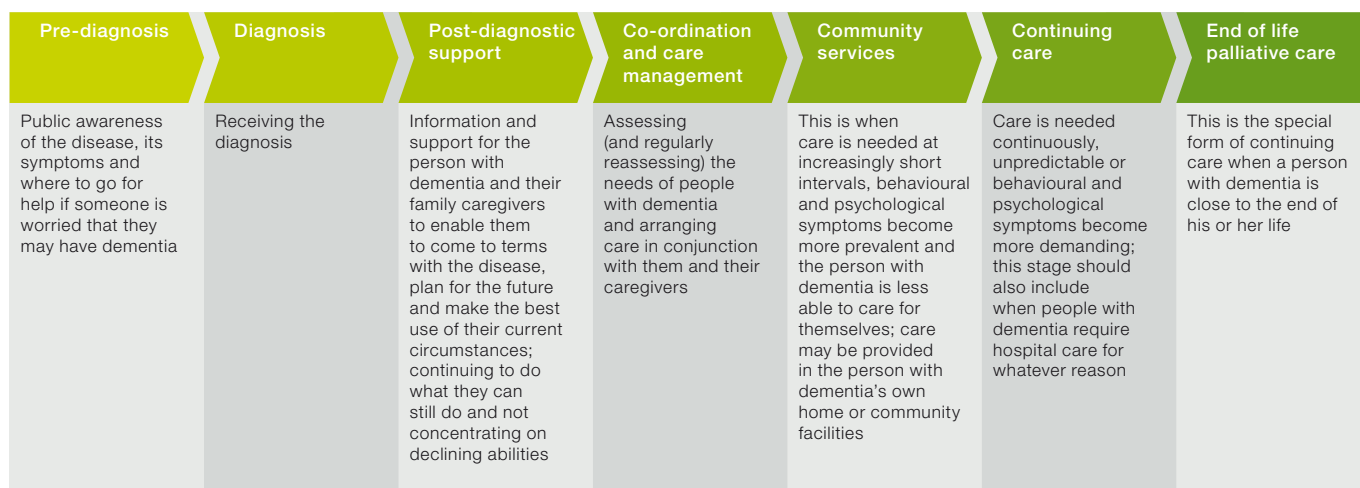 Pre-diagnosis
Public awareness
of the disease, its
symptoms and
where to go for
help if someone is
worried that they
may have dementia
Diagnosis
Receiving the
diagnosis
Post-diagnostic
support
Information and
support for the
person with
dementia and their
family caregivers
to enable them
to come to terms
with the disease,
plan for the future
and make the best
use of their current
circumstances;
continuing to do
what they can
still do and not
concentrating on
declining abilities
Co-ordination
and care
management
Assessing
(and regularly
reassessing) the
needs of people
with dementia
and arranging
care in conjunction
with them and their
caregivers
Community
services
This is when
care is needed at
increasingly short
intervals, behavioural
and psychological
symptoms become
more prevalent and
the person with
dementia is less
able to care for
themselves; care
may be provided
in the person with
dementia’s own
home or community
facilities
Continuing
care
Care is needed
continuously,
unpredictable or
behavioural and
psychological
symptoms become
more demanding;
this stage should
also include
when people with
dementia require
hospital care for
whatever reason
End of life
palliative care
This is the special
form of continuing
care when a person
with dementia is
close to the end of
his or her life